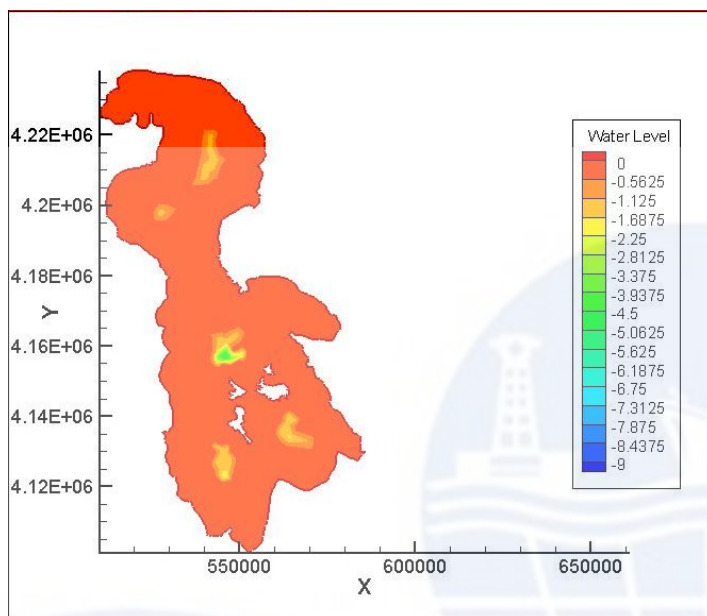 4.22E+06
4.2E+06
4.18E+06
4.16E+06
4.14E+06
4.12E+06
Y
550000
600000
650000
X
Water Level
0
-0.5625
-1.125
-1.6875
-2.25
-2.8125
-3.375
-3.9375
-4.5
-5.0625
-5.625
-6.1875
-6.75
-7.3125
-7.875
-8.4375
-9